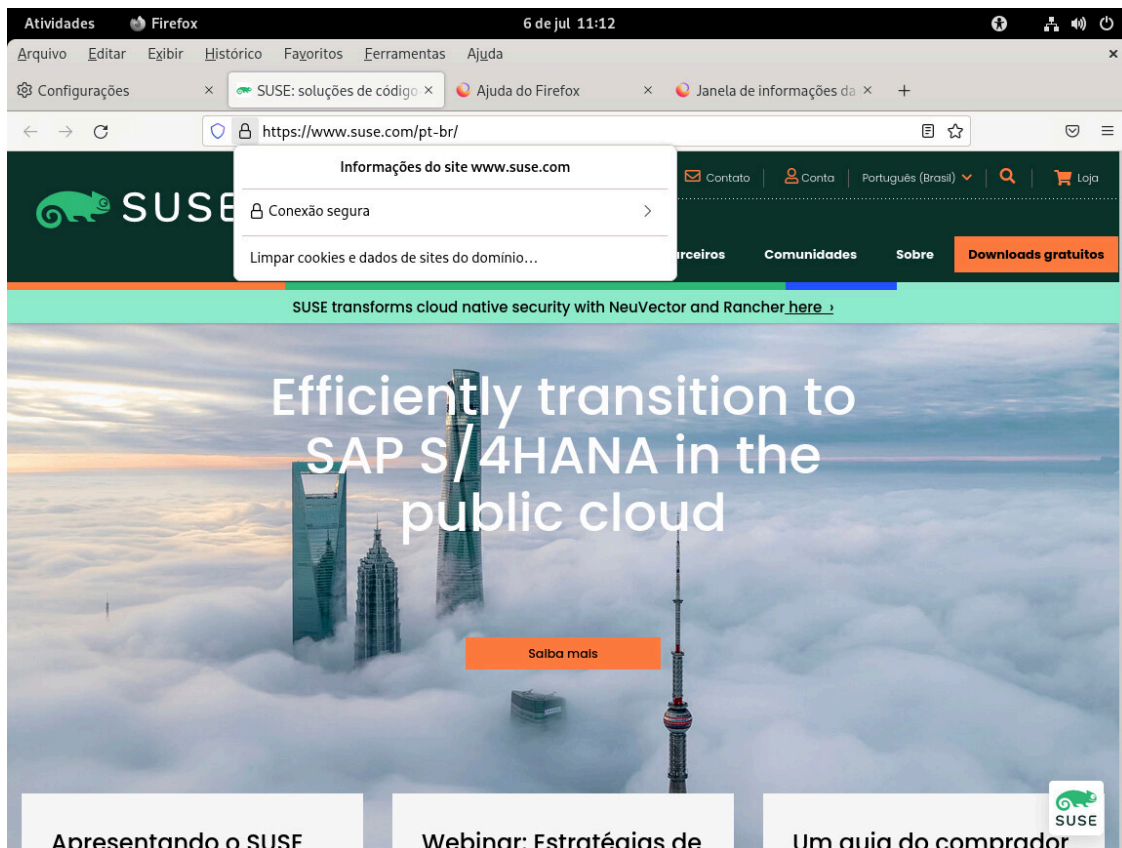 Atividades Firefox 6 de jul 11:12
Arquivo Editar Exibir Histórico Favoritos Ferramentas Ajuda
Configurações SUSE: soluções de código Ajuda do Firefox Janela de informações da
https://www.suse.com/pt-br/
Informações do site www.suse.com
Conexão segura
Limpar cookies e dados de sites do domínio…
Contato Conta Português (Brasil) Loja
SUSE
rceiros Comunidades Sobre Downloads gratuitos
SUSE transforms cloud native security with NeuVector and Rancher here ›
Efficiently transition to
SAP S/4HANA in the
public cloud
Saiba mais
SUSE
Apresentando o SUSE Webinar: Estratégias de Um guia do comprador